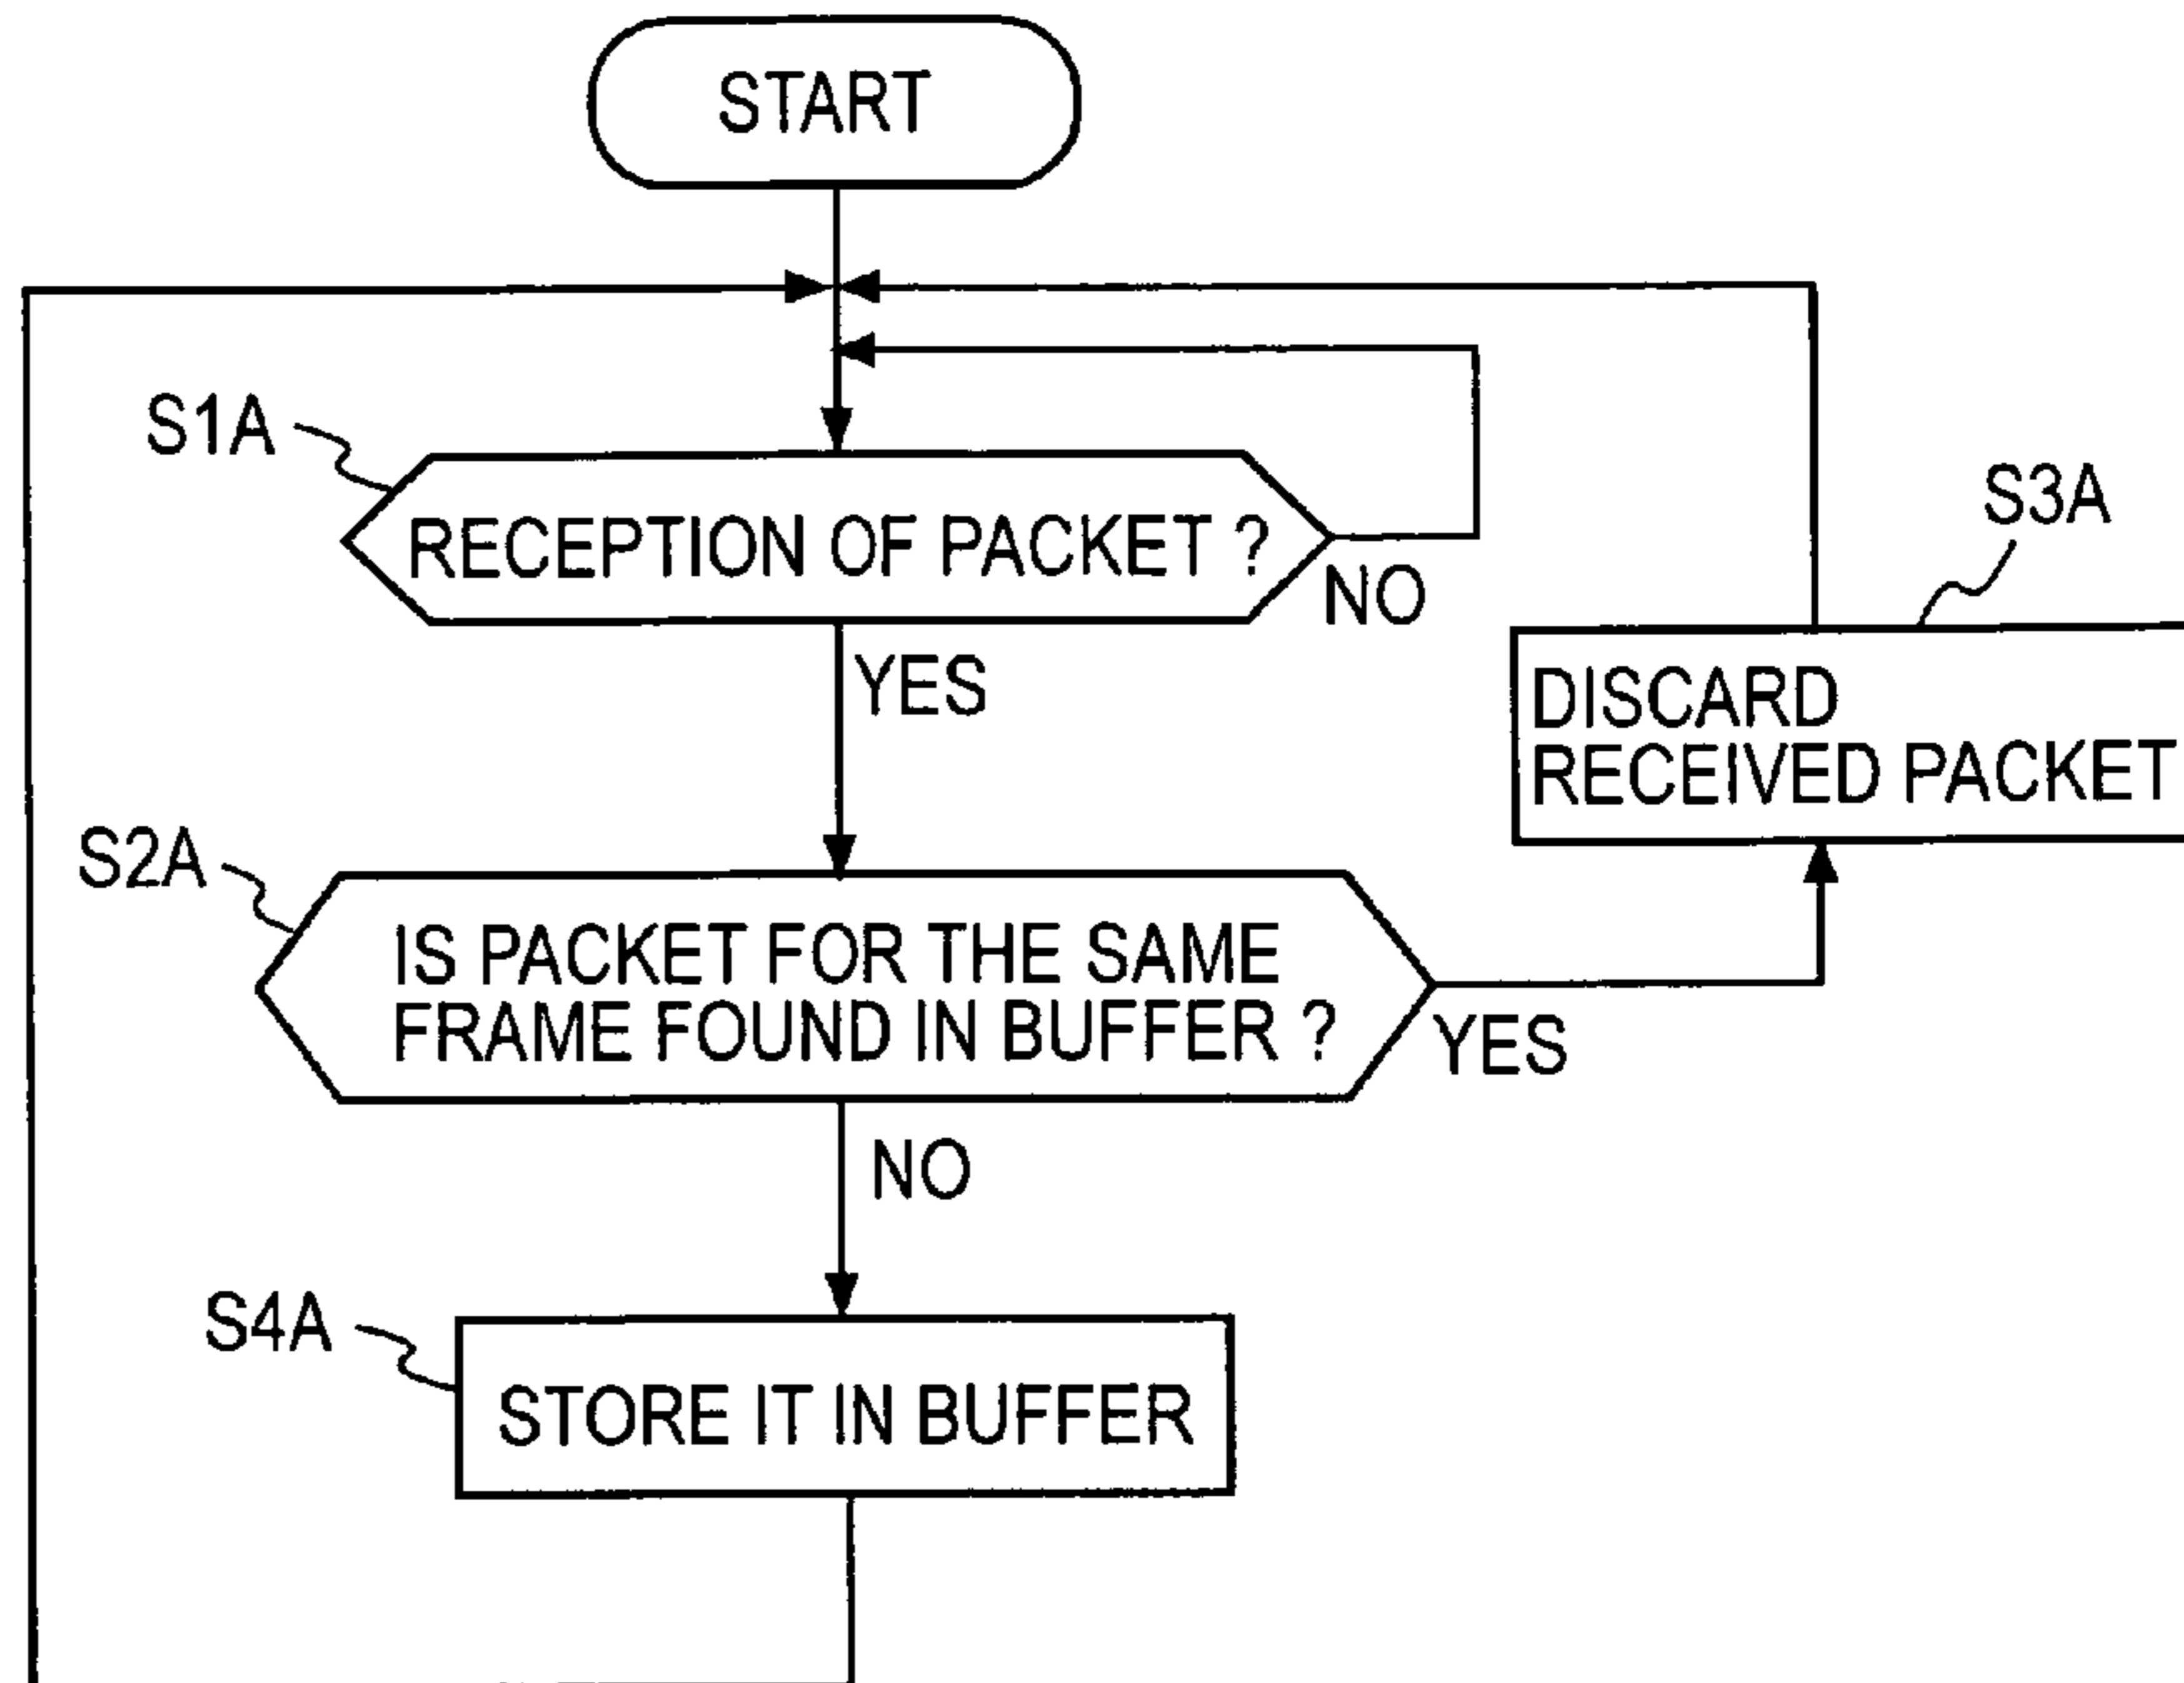 START
S1A
RECEPTION OF PACKET ?
NO
YES
S3A
DISCARD
RECEIVED PACKET
S2A
IS PACKET FOR THE SAME
FRAME FOUND IN BUFFER ?
YES
NO
S4A
STORE IT IN BUFFER